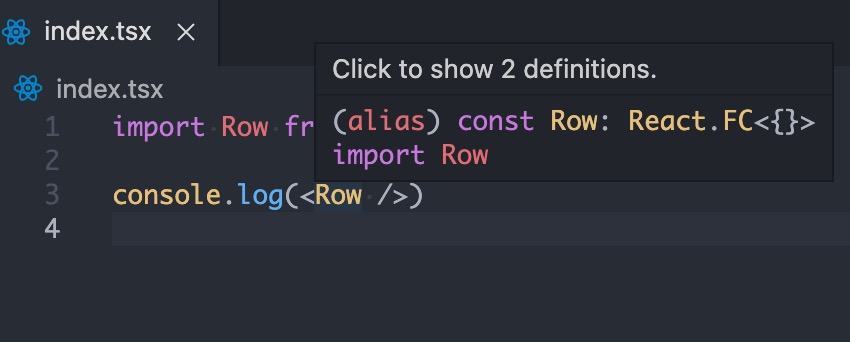 index.tsx
index.tsx
Click to show 2 definitions.
(alias) const Row: React.FC<{}>
import Row
1 import Row fr
2
3 console.log(<Row />)
4